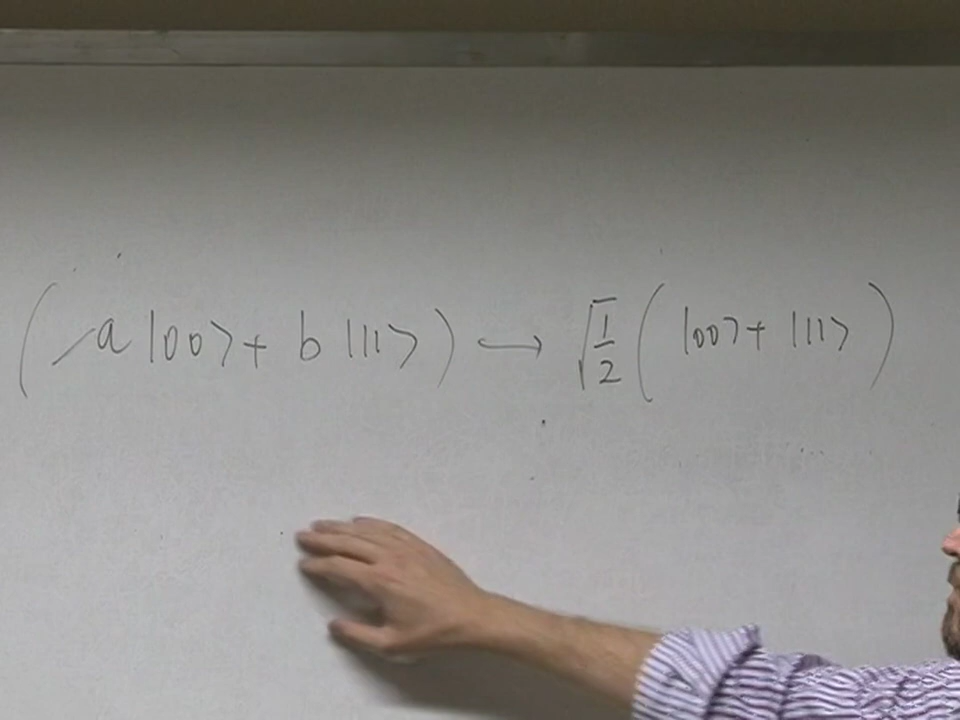 ( a |00> + b |11> ) → √1/2 ( |00> + |11> )